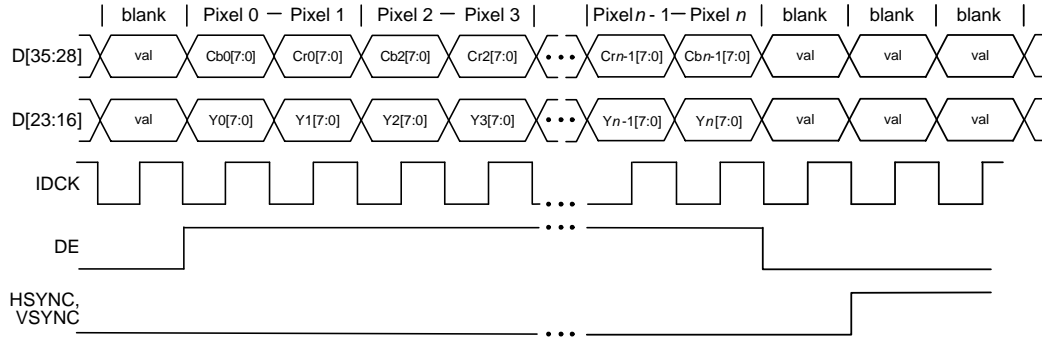 blank Pixel 0 — Pixel 1 Pixel 2 — Pixel 3 Pixel n - 1 — Pixel n blank blank blank
D[35:28] val Cb0[7:0] Cr0[7:0] Cb2[7:0] Cr2[7:0] ••• Crn-1[7:0] Cbn-1[7:0] val val val
D[23:16] val Y0[7:0] Y1[7:0] Y2[7:0] Y3[7:0] ••• Yn-1[7:0] Yn[7:0] val val val
IDCK •••
DE •••
HSYNC,
VSYNC •••